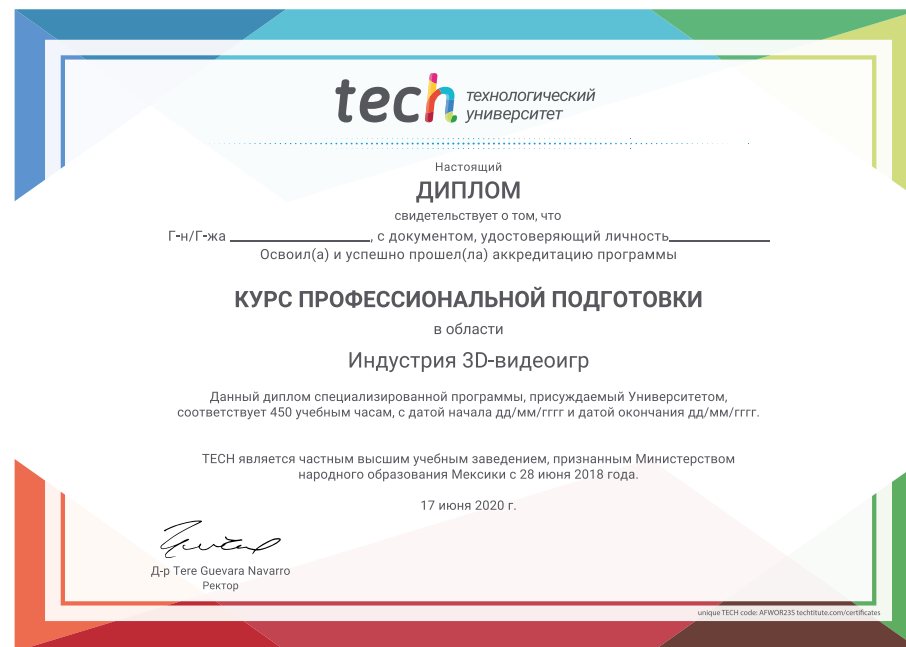 tech технологический
университет
Настоящий
ДИПЛОМ
свидетельствует о том, что
Г-н/Г-жа ____________________, с документом, удостоверяющий личность______________
Освоил(а) и успешно прошел(ла) аккредитацию программы
КУРС ПРОФЕССИОНАЛЬНОЙ ПОДГОТОВКИ
в области
Индустрия 3D-видеоигр
Данный диплом специализированной программы, присуждаемый Университетом,
соответствует 450 учебным часам, с датой начала дд/мм/гггг и датой окончания дд/мм/гггг.
TECH является частным высшим учебным заведением, признанным Министерством
народного образования Мексики с 28 июня 2018 года.
17 июня 2020 г.
Д-р Tere Guevara Navarro
Ректор
unique TECH code: AFWOR23S techtitute.com/certificates